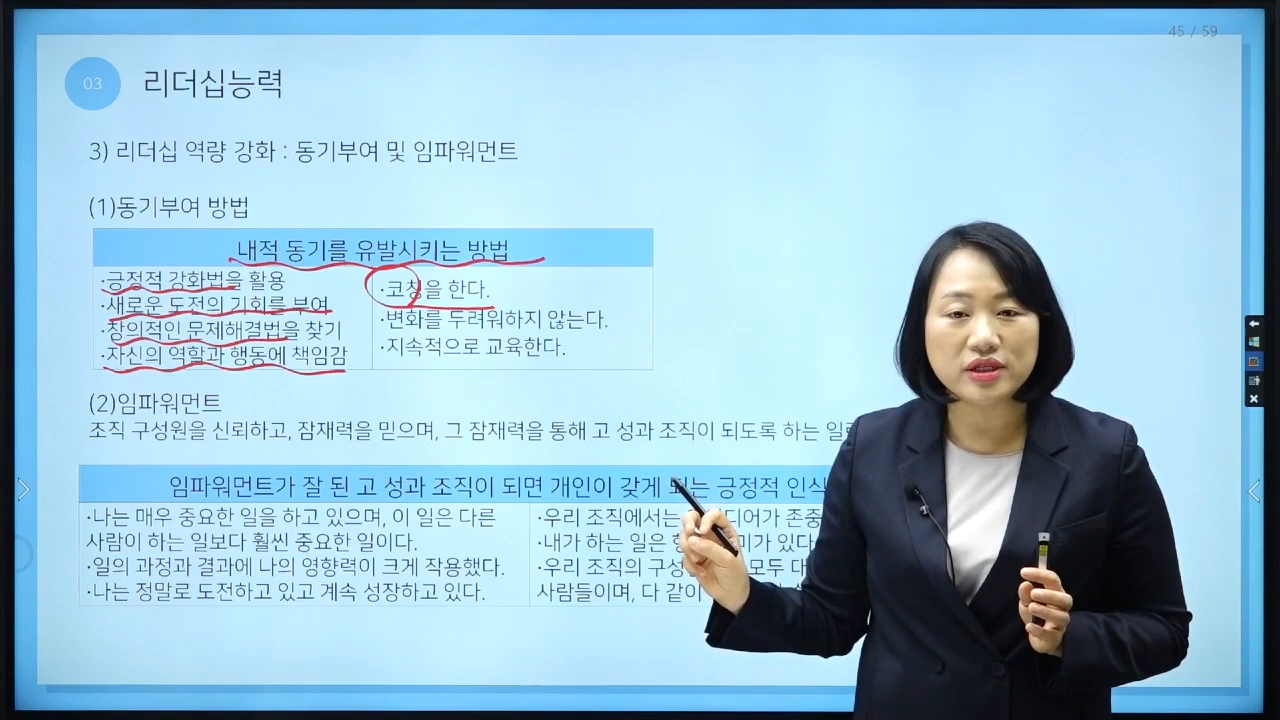 45 / 59
03
리더십능력
3) 리더십 역량 강화 : 동기부여 및 임파워먼트
(1)동기부여 방법
내적 동기를 유발시키는 방법
·긍정적 강화법을 활용
·새로운 도전의 기회를 부여
·창의적인 문제해결법을 찾기
·자신의 역할과 행동에 책임감
·코칭을 한다.
·변화를 두려워하지 않는다.
·지속적으로 교육한다.
(2)임파워먼트
조직 구성원을 신뢰하고, 잠재력을 믿으며, 그 잠재력을 통해 고 성과 조직이 되도록 하는
임파워먼트가 잘 된 고 성과 조직이 되면 개인이 갖게 되는 긍정적 인식
·나는 매우 중요한 일을 하고 있으며, 이 일은 다른
사람이 하는 일보다 훨씬 중요한 일이다.
·일의 과정과 결과에 나의 영향력이 크게 작용했다.
·나는 정말로 도전하고 있고 계속 성장하고 있다.
·우리 조직에서는
·내가 하는 일은 가 있다
·우리 조직의 모두
사람들이며, 다 같이